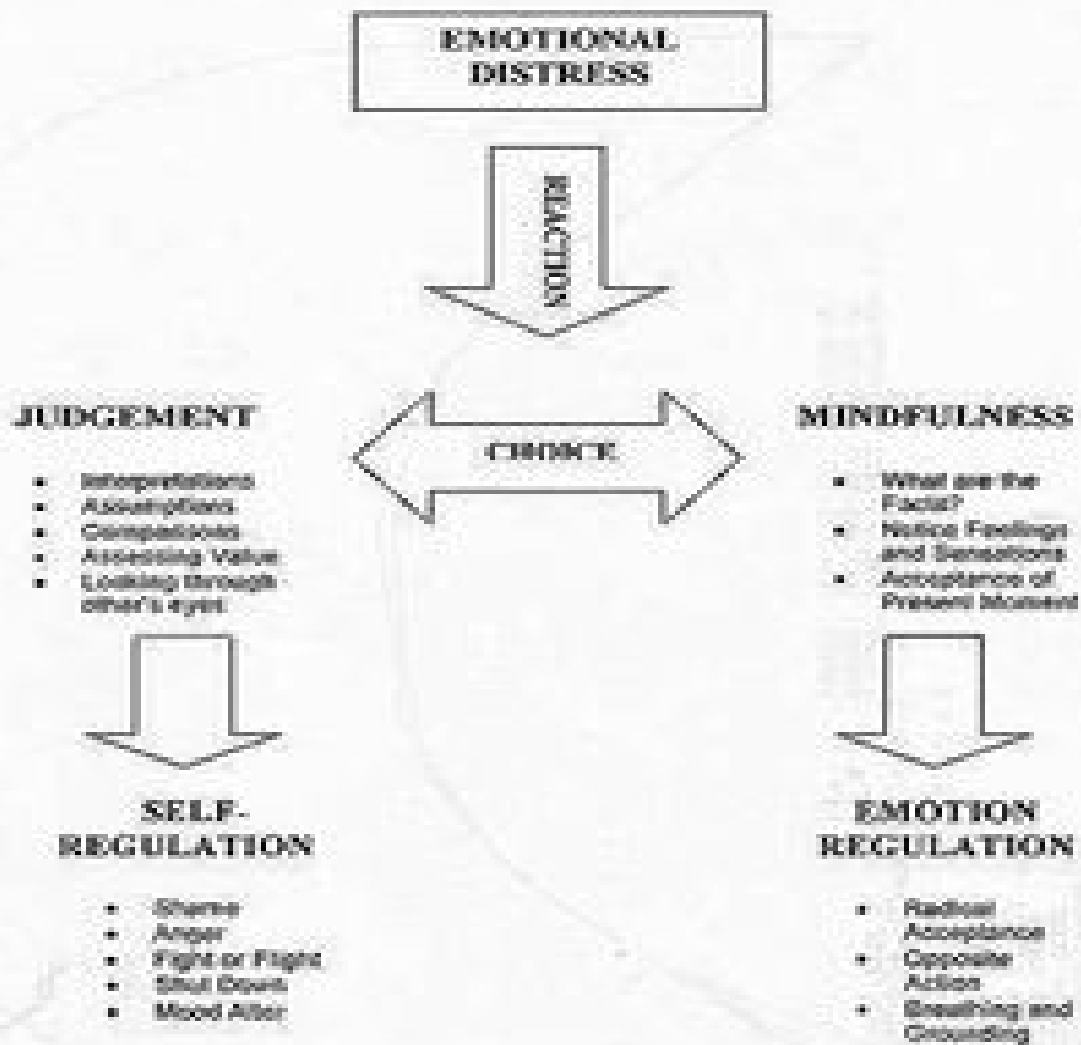 EMOTIONAL
DISTRESS
REACTION
CHOICE
JUDGEMENT
• Interpretations
• Assumptions
• Comparisons
• Assessing Value
• Looking through
other's eyes
MINDFULNESS
• What are the
Facts?
• Notice Feelings
and Sensations
• Acceptance of
Present Moment
SELF-
REGULATION
• Shame
• Anger
• Fight or Flight
• Shut Down
• Mood Alter
EMOTION
REGULATION
• Radical
Acceptance
• Opposite
Action
• Breathing and
Grounding